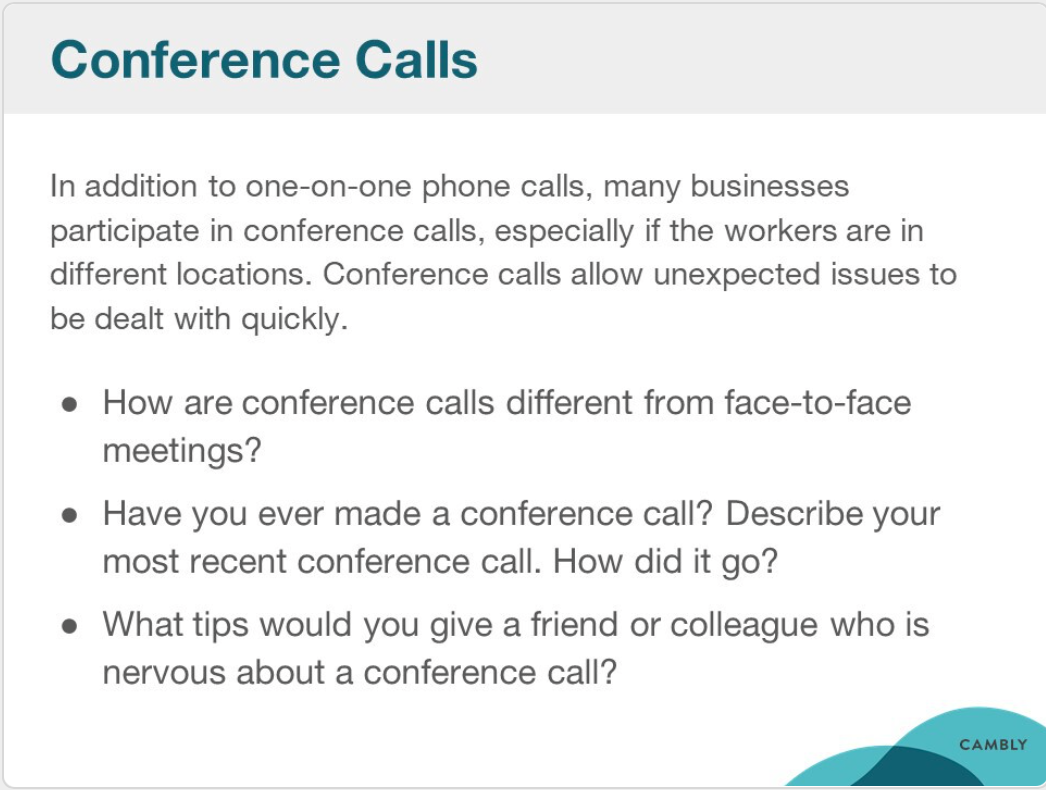 Conference Calls
In addition to one-on-one phone calls, many businesses
participate in conference calls, especially if the workers are in
different locations. Conference calls allow unexpected issues to
be dealt with quickly.
● How are conference calls different from face-to-face
meetings?
● Have you ever made a conference call? Describe your
most recent conference call. How did it go?
● What tips would you give a friend or colleague who is
nervous about a conference call?
CAMBLY